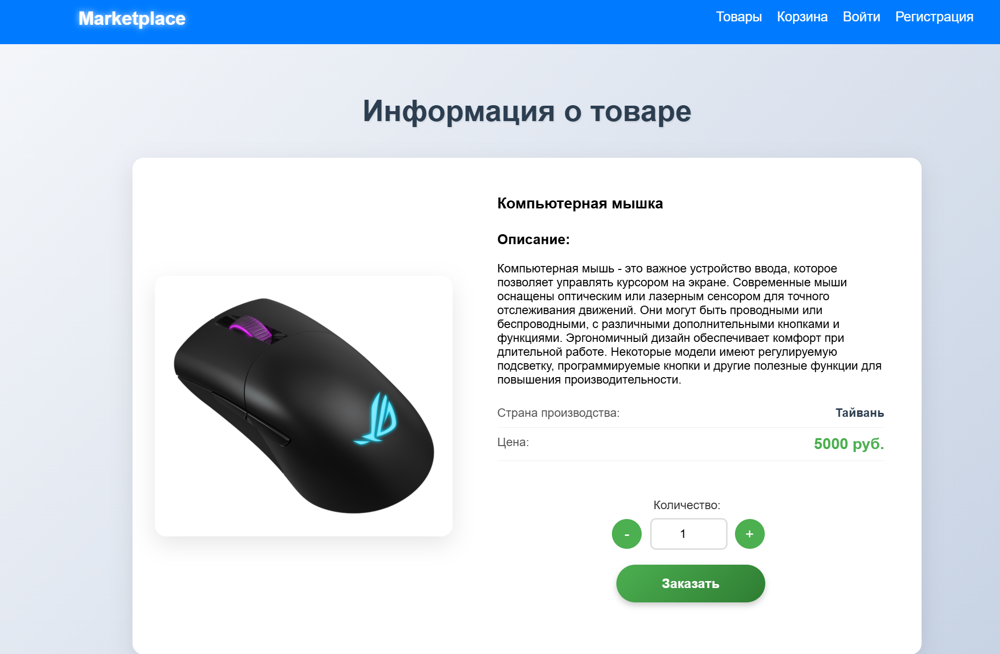 Marketplace
Товары Корзина Войти Регистрация
Информация о товаре
Компьютерная мышка
Описание:
Компьютерная мышь - это важное устройство ввода, которое
позволяет управлять курсором на экране. Современные мыши
оснащены оптическим или лазерным сенсором для точного
отслеживания движений. Они могут быть проводными или
беспроводными, с различными дополнительными кнопками и
функциями. Эргономичный дизайн обеспечивает комфорт при
длительной работе. Некоторые модели имеют регулируемую
подсветку, программируемые кнопки и другие полезные функции для
повышения производительности.
Страна производства: Тайвань
Цена: 5000 руб.
Количество:
- 1 +
Заказать